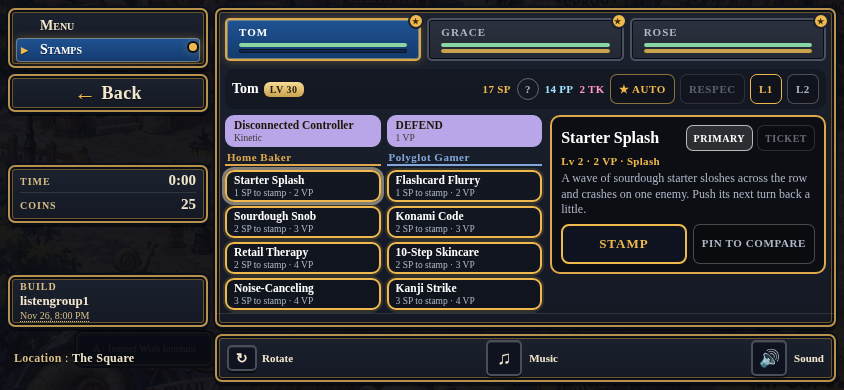 MENU
▶ STAMPS
← Back
TIME 0:00
COINS 25
BUILD
listengroup1
Nov 26, 8:00 PM
Location : The Square
TOM
GRACE
ROSE
Tom LV 30
17 SP ? 14 PP 2 TK ★ AUTO RESPEC L1 L2
Disconnected Controller
Kinetic
DEFEND
1 VP
Home Baker
Polyglot Gamer
Starter Splash
1 SP to stamp · 2 VP
Flashcard Flurry
1 SP to stamp · 2 VP
Sourdough Snob
2 SP to stamp · 3 VP
Konami Code
2 SP to stamp · 3 VP
Retail Therapy
2 SP to stamp · 4 VP
10-Step Skincare
2 SP to stamp · 3 VP
Noise-Canceling
3 SP to stamp · 4 VP
Kanji Strike
3 SP to stamp · 4 VP
Starter Splash
PRIMARY
TICKET
Lv 2 · 2 VP · Splash
A wave of sourdough starter sloshes across the row
and crashes on one enemy. Push its next turn back a
little.
STAMP
PIN TO COMPARE
Rotate
Music
Sound